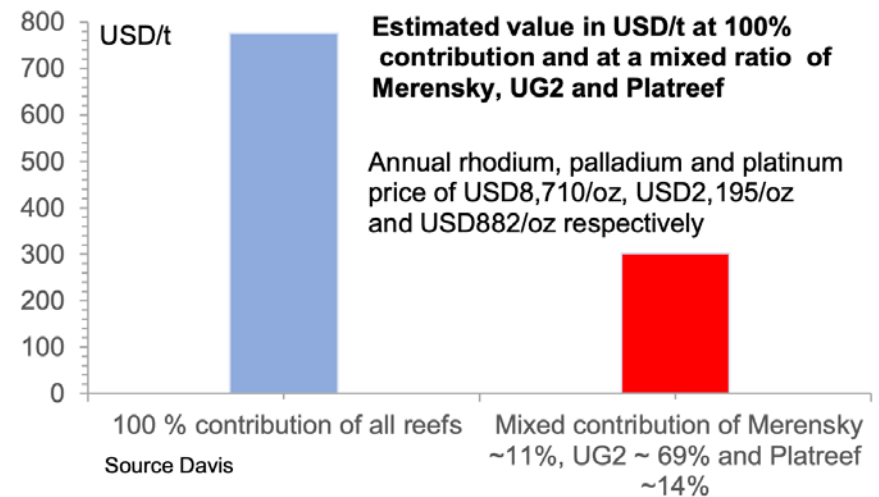 800
700
600
500
400
300
200
100
0
USD/t
Estimated value in USD/t at 100%
contribution and at a mixed ratio of
Merensky, UG2 and Platreef
Annual rhodium, palladium and platinum
price of USD8,710/oz, USD2,195/oz
and USD882/oz respectively
100 % contribution of all reefs
Mixed contribution of Merensky
~11%, UG2 ~ 69% and Platreef
~14%
Source Davis